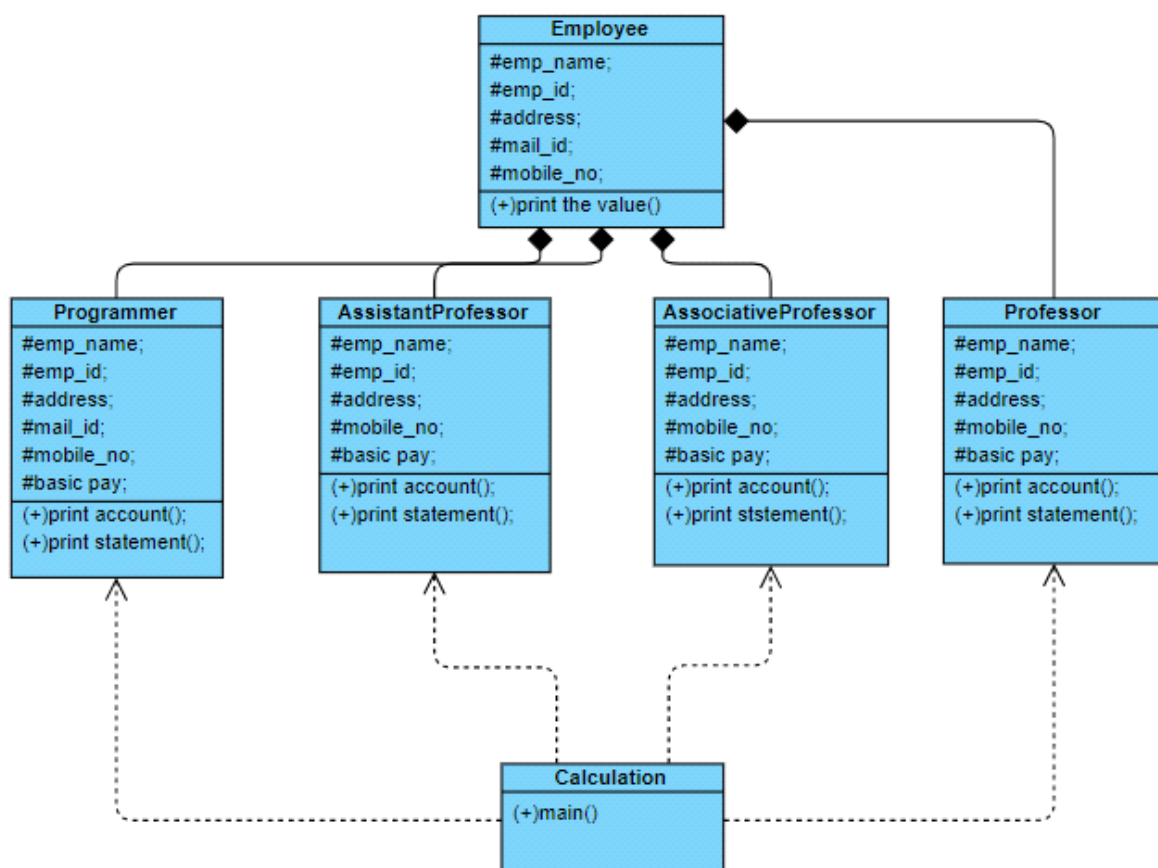 Employee
#emp_name;
#emp_id;
#address;
#mail_id;
#mobile_no;
(+)print the value()
Programmer
#emp_name;
#emp_id;
#address;
#mail_id;
#mobile_no;
#basic pay;
(+)print account();
(+)print statement();
AssistantProfessor
#emp_name;
#emp_id;
#address;
#mobile_no;
#basic pay;
(+)print account();
(+)print statement();
AssociativeProfessor
#emp_name;
#emp_id;
#address;
#mobile_no;
#basic pay;
(+)print account();
(+)print ststement();
Professor
#emp_name;
#emp_id;
#address;
#mobile_no;
#basic pay;
(+)print account();
(+)print statement();
Calculation
(+)main()